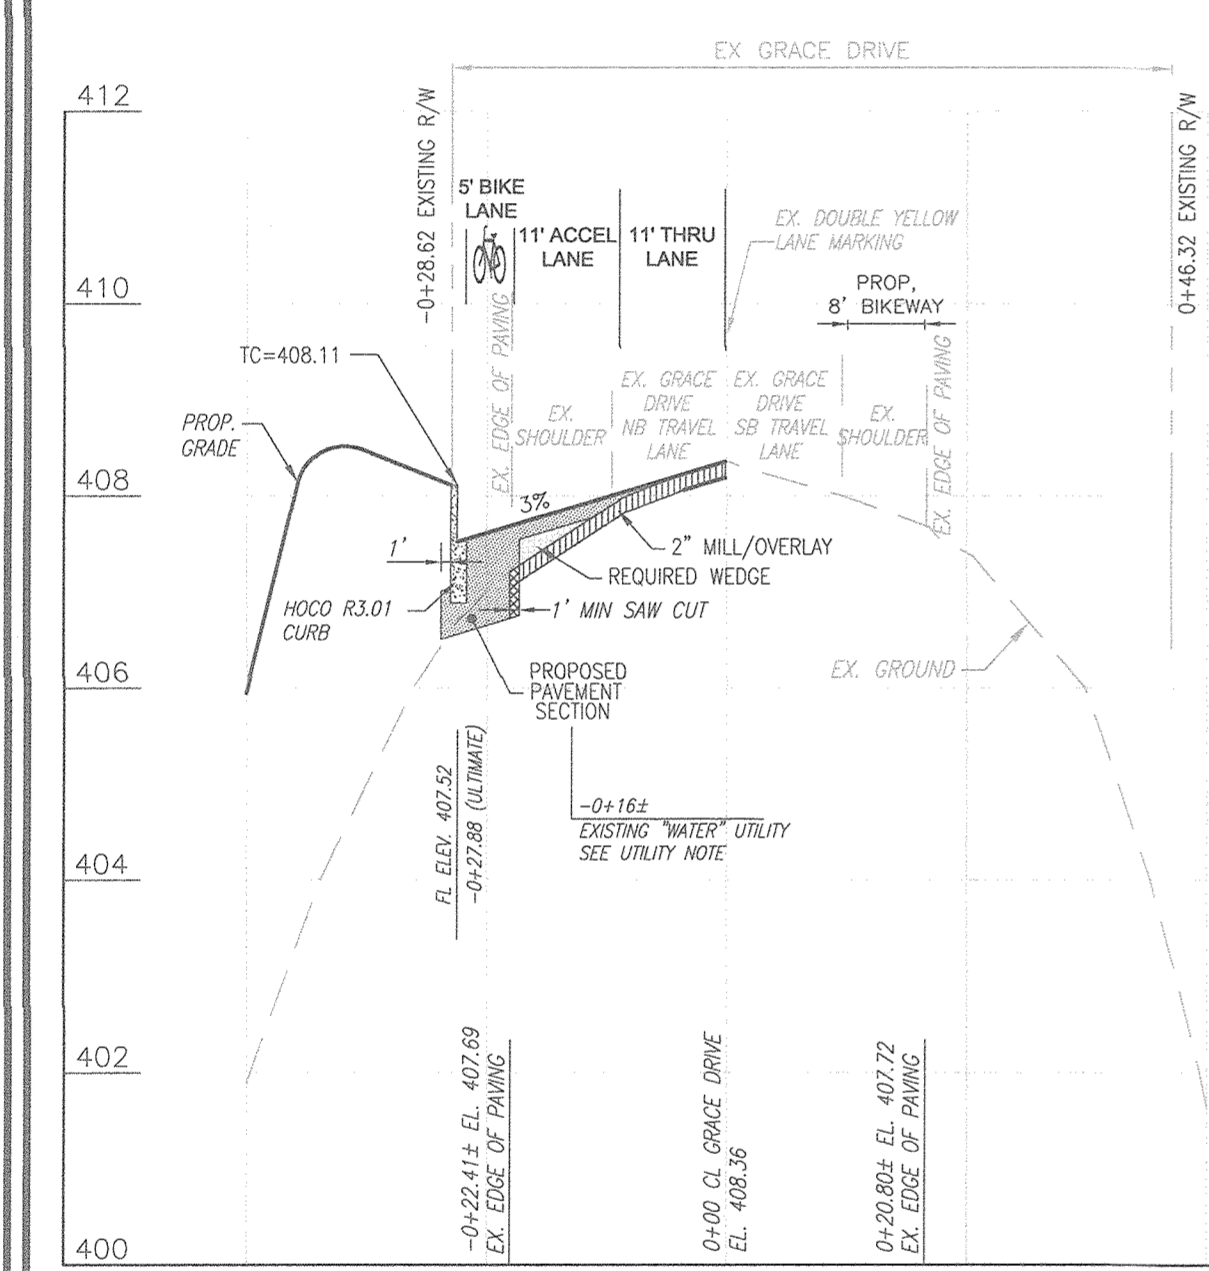 EX GRACE DRIVE
412
-0+28.62 EXISTING R/W
0+46.32 EXISTING R/W
5' BIKE
LANE
11' ACCEL
LANE
11' THRU
LANE
EX. DOUBLE YELLOW
LANE MARKING
410
PROP,
8' BIKEWAY
EX. EDGE OF PAVING
TC=408.11
EX. GRACE
DRIVE
NB TRAVEL
LANE
EX. GRACE
DRIVE
SB TRAVEL
LANE
EX.
SHOULDER
EX.
SHOULDER
EX. EDGE OF PAVING
PROP.
GRADE
408
3%
1'
2" MILL/OVERLAY
REQUIRED WEDGE
HOCO R3.01
CURB
1' MIN SAW CUT
406
PROPOSED
PAVEMENT
SECTION
EX. GROUND
FL ELEV. 407.52
-0+27.88 (ULTIMATE)
-0+16±
EXISTING "WATER" UTILITY
SEE UTILITY NOTE
404
402
-0+22.41± EL. 407.69
EX. EDGE OF PAVING
0+00 CL GRACE DRIVE
EL. 408.36
0+20.80± EL. 407.72
EX. EDGE OF PAVING
400